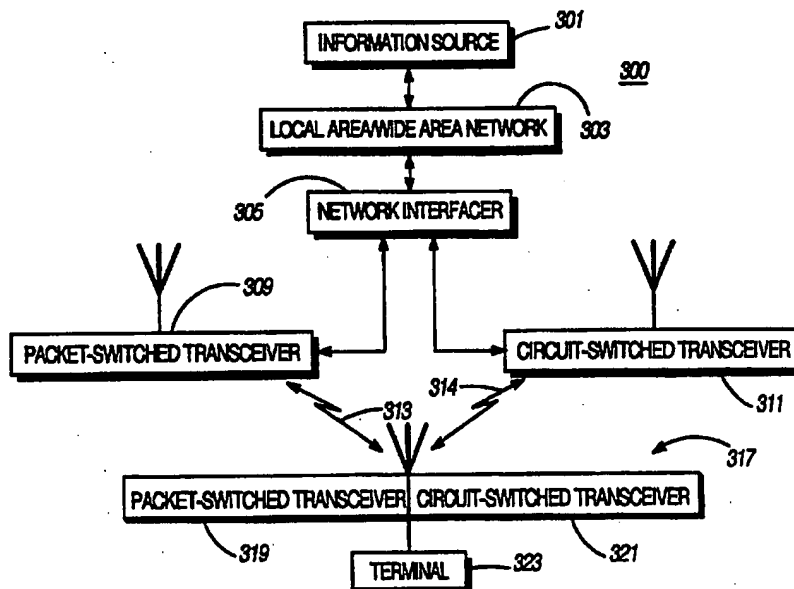 INFORMATION SOURCE
301
300
LOCAL AREA/WIDE AREA NETWORK
303
305
NETWORK INTERFACER
309
PACKET-SWITCHED TRANSCEIVER
CIRCUIT-SWITCHED TRANSCEIVER
311
313
314
317
PACKET-SWITCHED TRANSCEIVER
CIRCUIT-SWITCHED TRANSCEIVER
319
321
TERMINAL
323